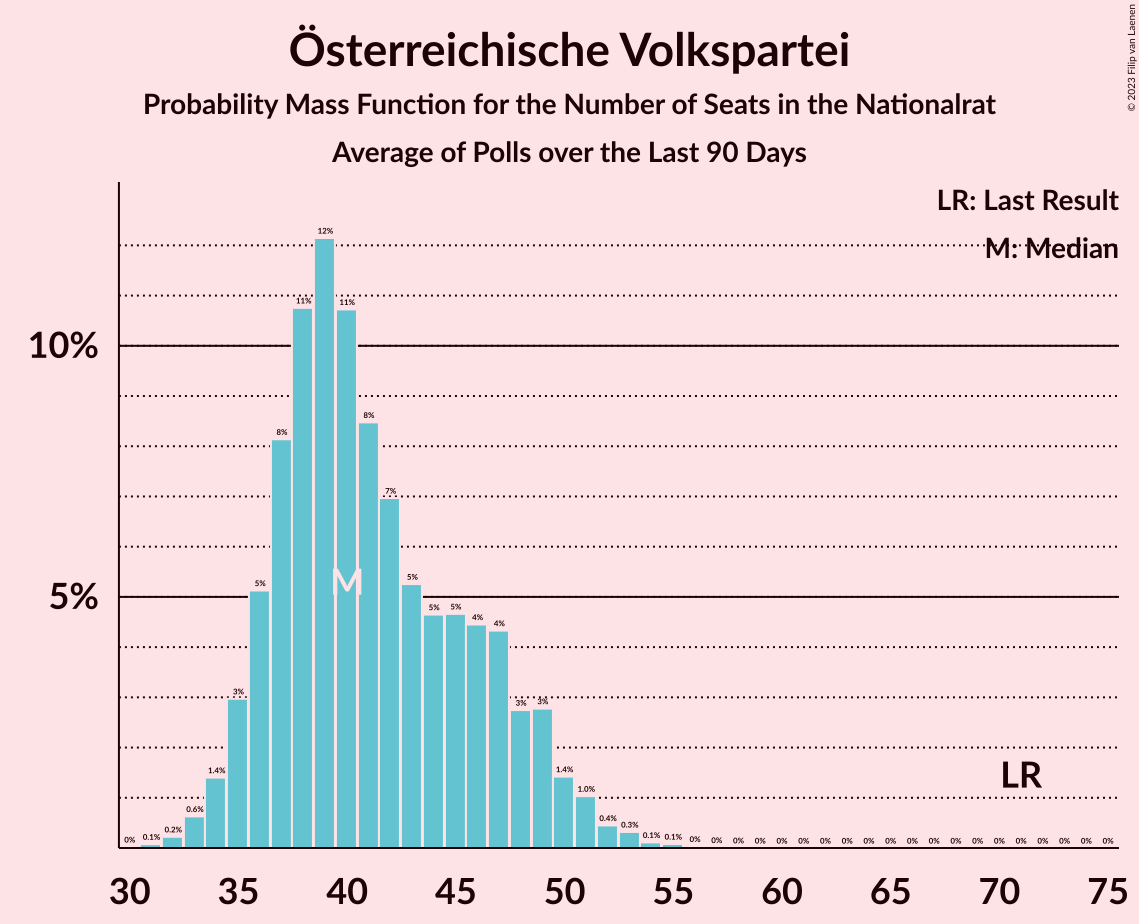 Österreichische Volkspartei
Probability Mass Function for the Number of Seats in the Nationalrat
Average of Polls over the Last 90 Days
© 2023 Filip van Laenen
LR: Last Result
M: Median
10%
5%
0% 0.1% 0.2% 0.6% 1.4% 3% 5% 8% 11% 12% 11% 8% 7% 5% 5% 5% 4% 4% 3% 3% 1.4% 1.0% 0.4% 0.3% 0.1% 0.1% 0% 0% 0% 0% 0% 0% 0% 0% 0% 0% 0% 0% 0% 0% 0% 0% 0% 0% 0% 0%
M
LR
30 35 40 45 50 55 60 65 70 75